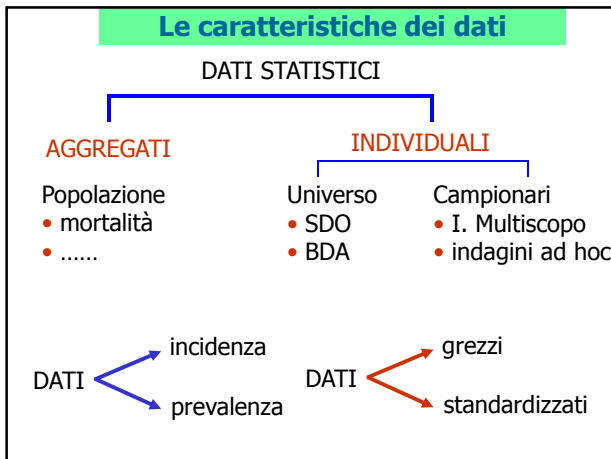 Le caratteristiche dei dati
DATI STATISTICI
AGGREGATI
INDIVIDUALI
Popolazione
• mortalità
• ......
Universo
• SDO
• BDA
Campionari
• I. Multiscopo
• indagini ad hoc
DATI
incidenza
prevalenza
DATI
grezzi
standardizzati